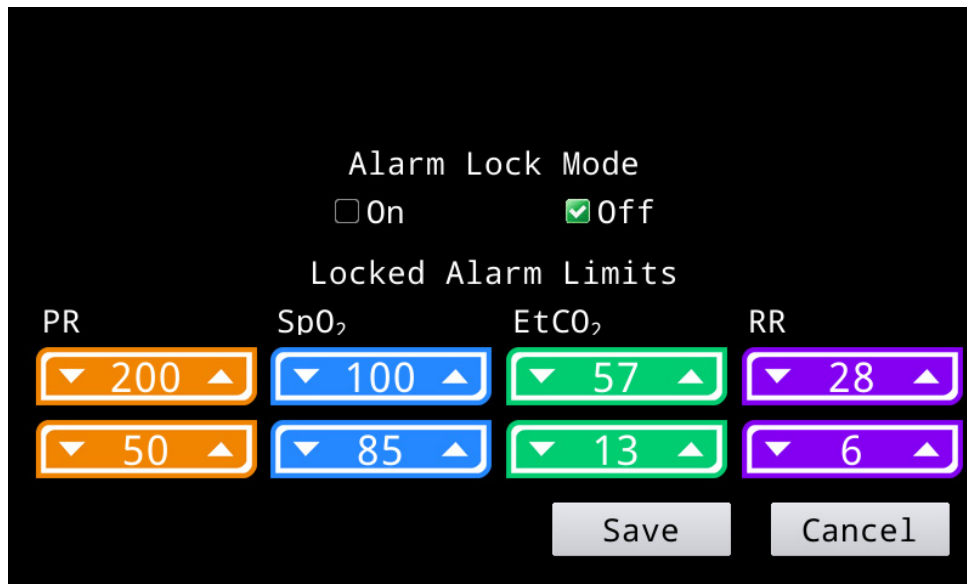 Alarm Lock Mode
On Off
Locked Alarm Limits
PR SpO₂ EtCO₂ RR
200 100 57 28
50 85 13 6
Save Cancel